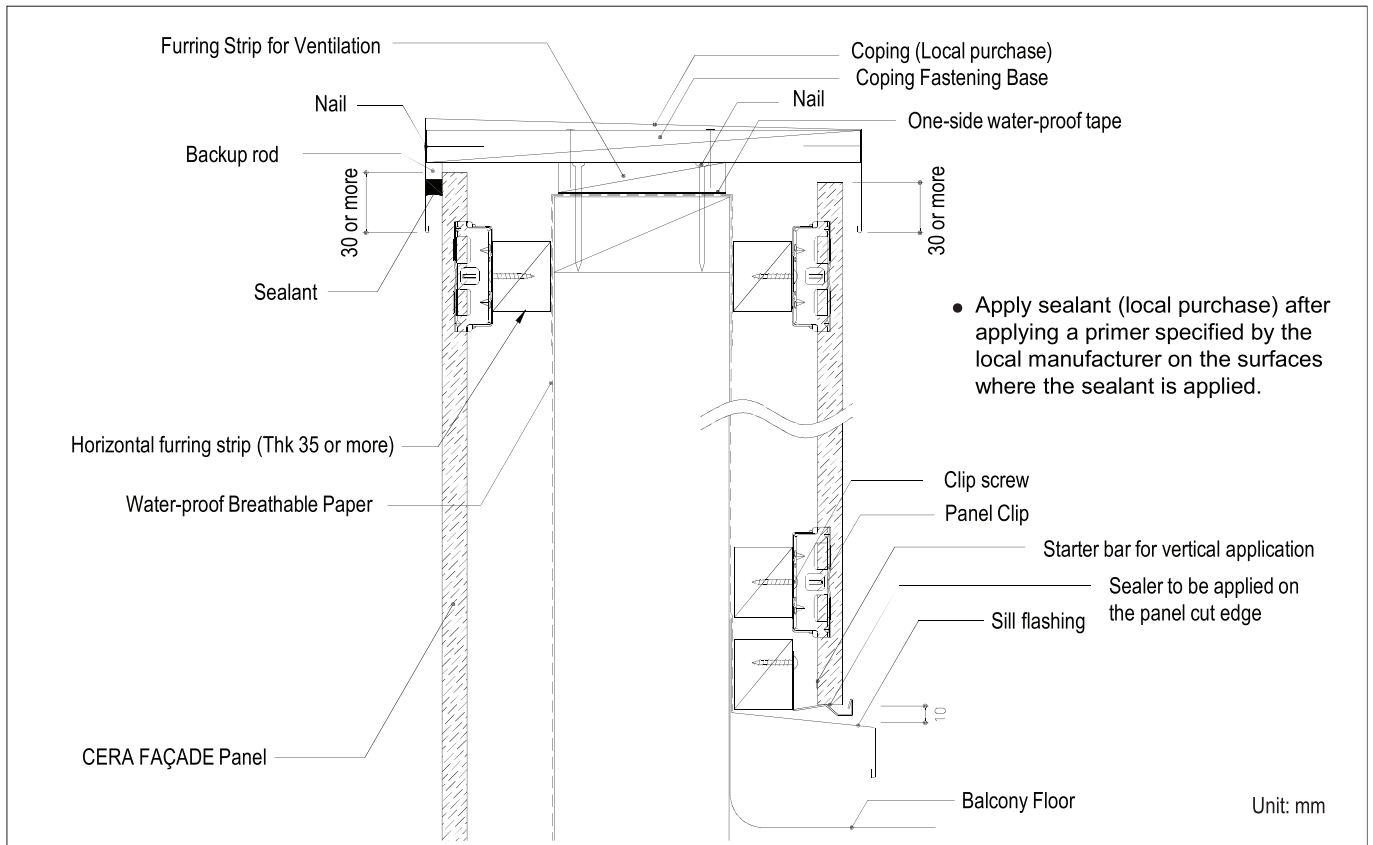 Furring Strip for Ventilation
Coping (Local purchase)
Coping Fastening Base
Nail
Nail
One-side water-proof tape
Backup rod
30 or more
30 or more
Sealant
● Apply sealant (local purchase) after
applying a primer specified by the
local manufacturer on the surfaces
where the sealant is applied.
Horizontal furring strip (Thk 35 or more)
Water-proof Breathable Paper
Clip screw
Panel Clip
Starter bar for vertical application
Sealer to be applied on
the panel cut edge
Sill flashing
10
CERA FAÇADE Panel
Balcony Floor
Unit: mm